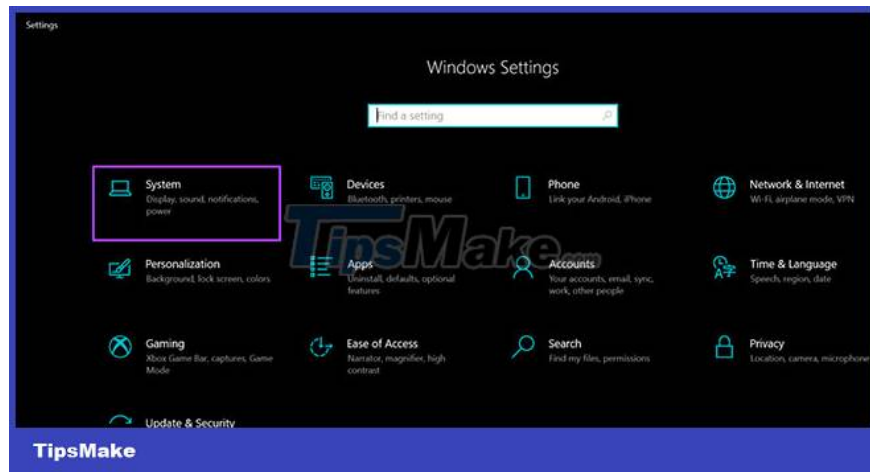 Settings
Windows Settings
Find a setting
System
Display, sound, notifications,
power
Devices
Bluetooth, printers, mouse
Phone
Link your Android, iPhone
Network & Internet
Wi-Fi, airplane mode, VPN
TipsMake.com
Personalization
Background, lock screen, colors
Apps
Uninstall, defaults, optional
features
Accounts
Your accounts, email, sync,
work, other people
Time & Language
Speech, region, date
Gaming
Xbox Game Bar, captures, Game
Mode
Ease of Access
Narrator, magnifier, high
contrast
Search
Find my files, permissions
Privacy
Location, camera, microphone
Update & Security
TipsMake